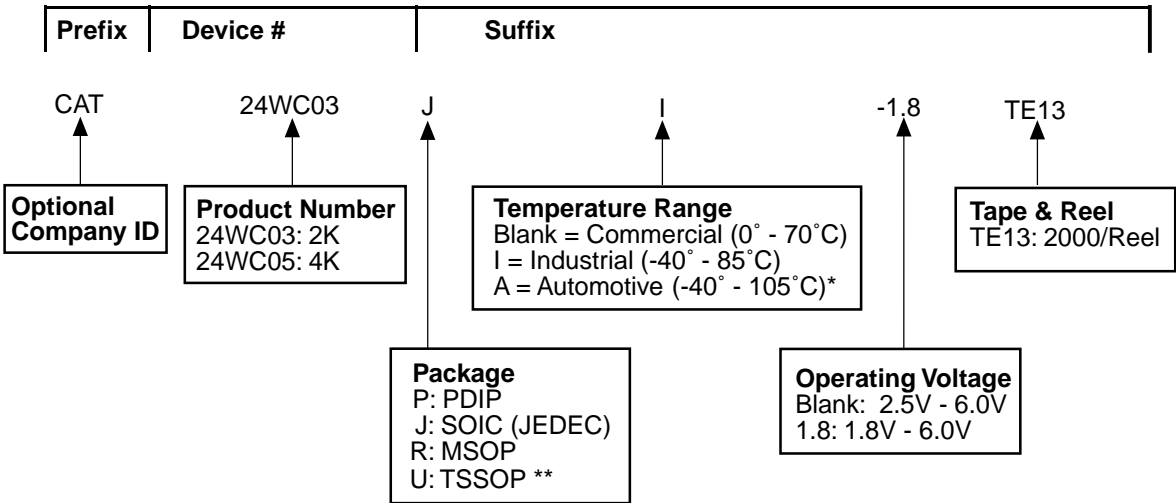 Prefix Device # Suffix
CAT 24WC03 J I -1.8 TE13
Optional
Company ID
Product Number
24WC03: 2K
24WC05: 4K
Temperature Range
Blank = Commercial (0˚ - 70˚C)
I = Industrial (-40˚ - 85˚C)
A = Automotive (-40˚ - 105˚C)*
Tape & Reel
TE13: 2000/Reel
Package
P: PDIP
J: SOIC (JEDEC)
R: MSOP
U: TSSOP **
Operating Voltage
Blank: 2.5V - 6.0V
1.8: 1.8V - 6.0V